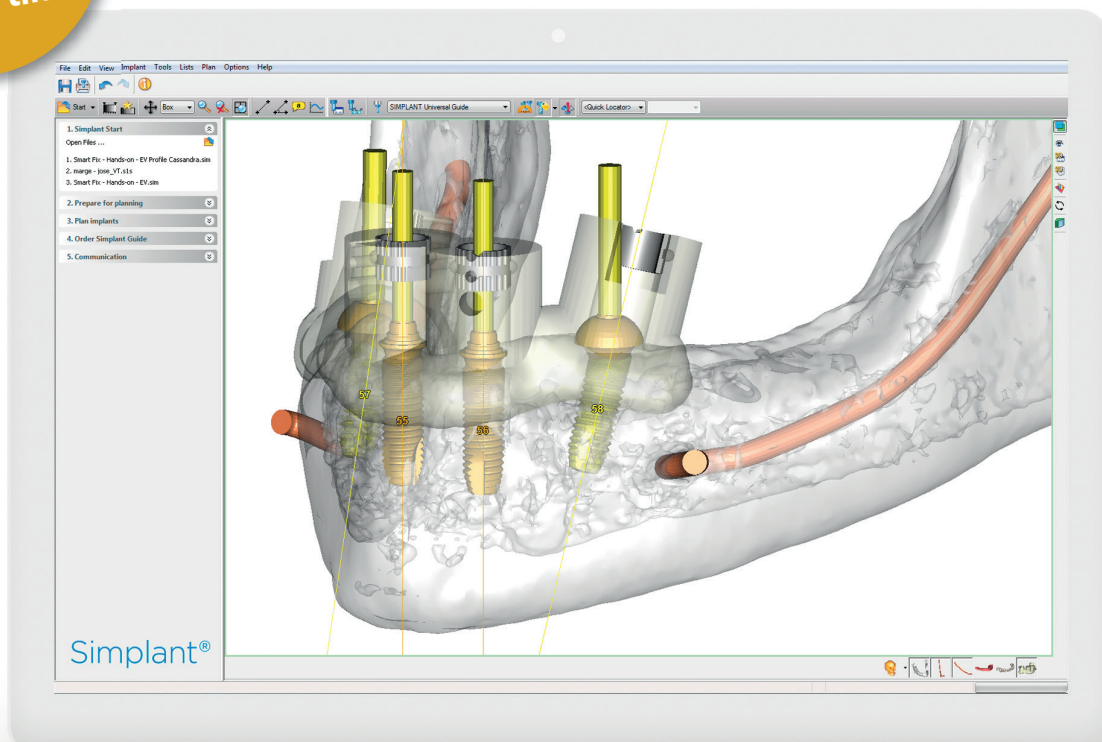 File Edit View Implant Tools Lists Plan Options Help
Start Box SIMPLANT Universal Guide <Quick Locator>
1. Simplant Start
Open Files ...
1. Smart Fix - Hands-on - EV Profile Cassandra.sim
2. marge - jose_VT.s1s
3. Smart Fix - Hands-on - EV.sim
2. Prepare for planning
3. Plan implants
4. Order Simplant Guide
5. Communication
57
55
56
58
Simplant®